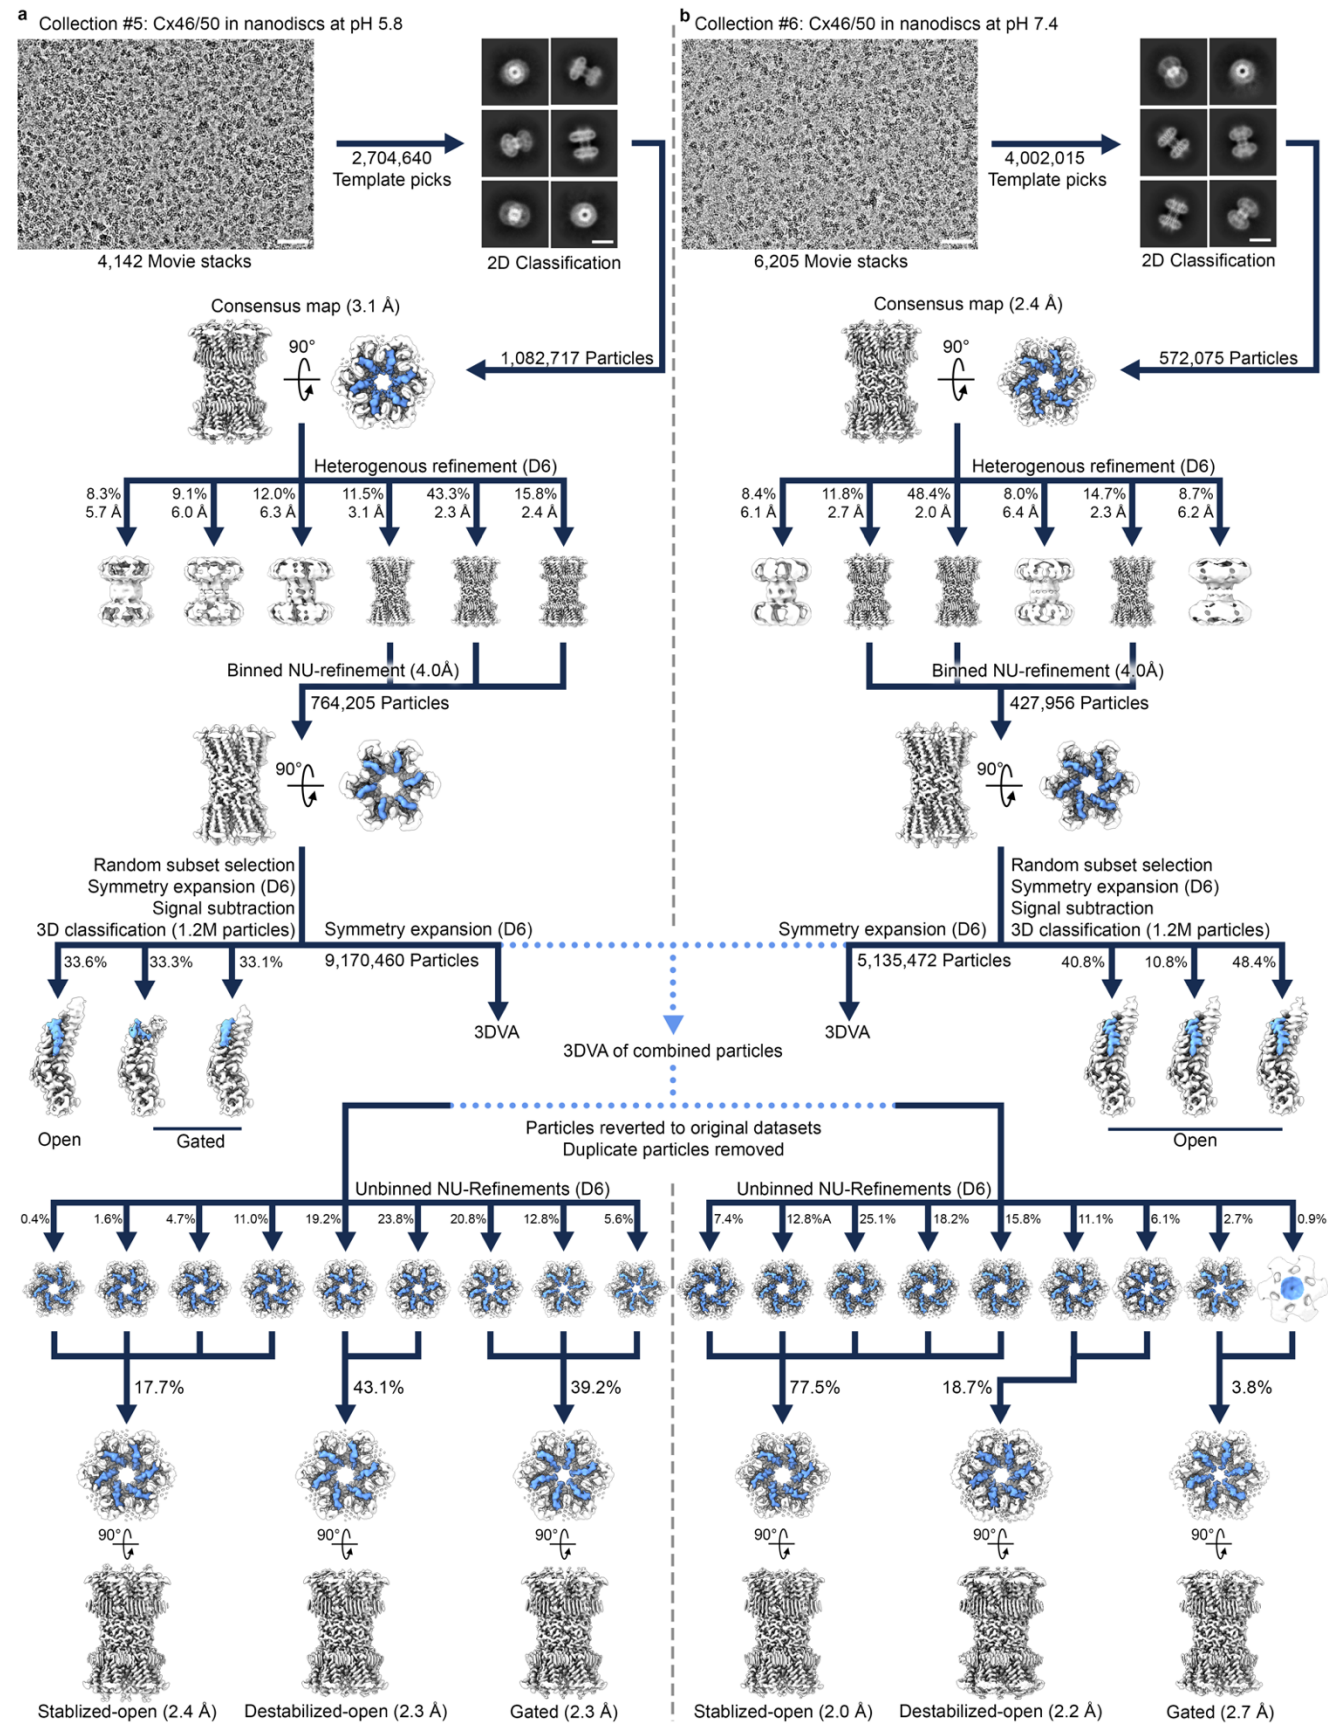 a
Collection #5: Cx46/50 in nanodiscs at pH 5.8
2,704,640
Template picks
4,142 Movie stacks
2D Classification
Consensus map (3.1 Å)
90°
1,082,717 Particles
Heterogenous refinement (D6)
8.3%
5.7 Å
9.1%
6.0 Å
12.0%
6.3 Å
11.5%
3.1 Å
43.3%
2.3 Å
15.8%
2.4 Å
Binned NU-refinement (4.0Å)
764,205 Particles
90°
Random subset selection
Symmetry expansion (D6)
Signal subtraction
3D classification (1.2M particles)
Symmetry expansion (D6)
33.6%
33.3%
33.1%
9,170,460 Particles
3DVA
Open
Gated
b
Collection #6: Cx46/50 in nanodiscs at pH 7.4
4,002,015
Template picks
6,205 Movie stacks
2D Classification
Consensus map (2.4 Å)
90°
572,075 Particles
Heterogenous refinement (D6)
8.4%
6.1 Å
11.8%
2.7 Å
48.4%
2.0 Å
8.0%
6.4 Å
14.7%
2.3 Å
8.7%
6.2 Å
Binned NU-refinement (4.0Å)
427,956 Particles
90°
Random subset selection
Symmetry expansion (D6)
Signal subtraction
3D classification (1.2M particles)
Symmetry expansion (D6)
5,135,472 Particles
40.8%
10.8%
48.4%
3DVA
Open
3DVA of combined particles
Particles reverted to original datasets
Duplicate particles removed
Unbinned NU-Refinements (D6)
0.4%
1.6%
4.7%
11.0%
19.2%
23.8%
20.8%
12.8%
5.6%
17.7%
43.1%
39.2%
90°
90°
90°
Stablized-open (2.4 Å)
Destabilized-open (2.3 Å)
Gated (2.3 Å)
Unbinned NU-Refinements (D6)
7.4%
12.8%A
25.1%
18.2%
15.8%
11.1%
6.1%
2.7%
0.9%
77.5%
18.7%
3.8%
90°
90°
90°
Stablized-open (2.0 Å)
Destabilized-open (2.2 Å)
Gated (2.7 Å)